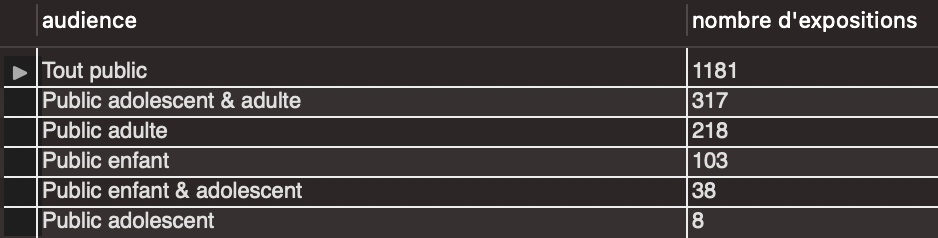 audience nombre d'expositions
Tout public 1181
Public adolescent & adulte 317
Public adulte 218
Public enfant 103
Public enfant & adolescent 38
Public adolescent 8